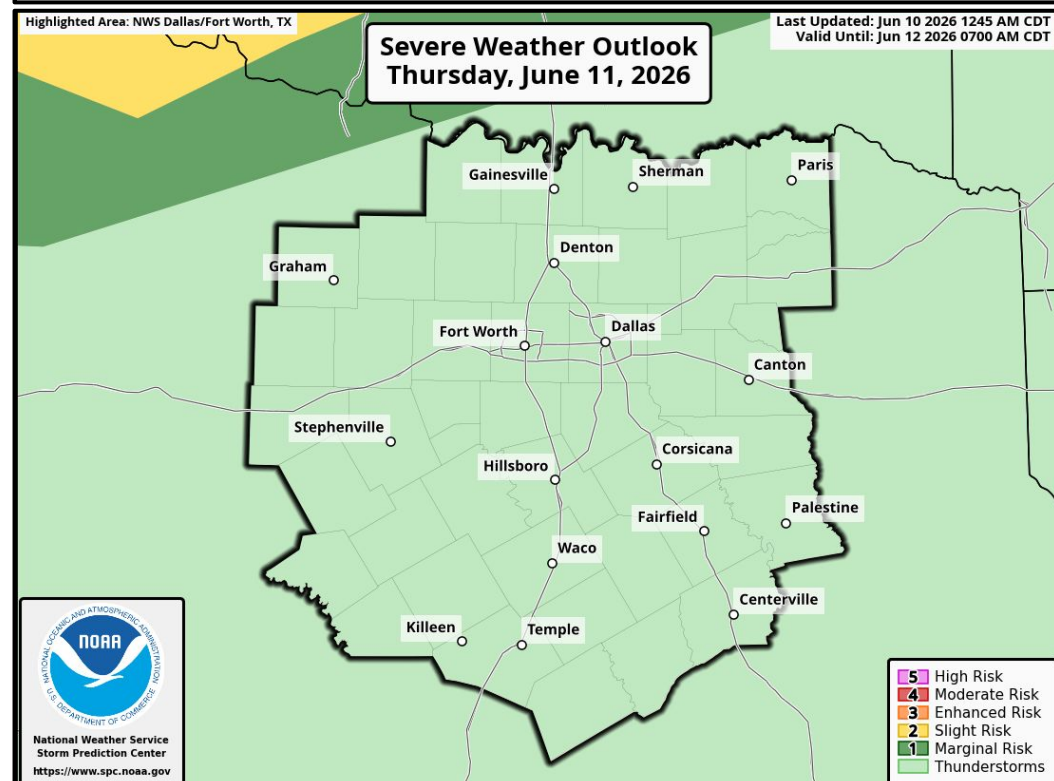 Highlighted Area: NWS Dallas/Fort Worth, TX
Severe Weather Outlook
Thursday, June 11, 2026
Last Updated: Jun 10 2026 1245 AM CDT
Valid Until: Jun 12 2026 0700 AM CDT
Gainesville
Sherman
Paris
Denton
Graham
Fort Worth
Dallas
Canton
Stephenville
Corsicana
Hillsboro
Palestine
Fairfield
Waco
Centerville
Killeen
Temple
NATIONAL OCEANIC AND ATMOSPHERIC ADMINISTRATION
NOAA
U.S. DEPARTMENT OF COMMERCE
National Weather Service
Storm Prediction Center
https://www.spc.noaa.gov
5 High Risk
4 Moderate Risk
3 Enhanced Risk
2 Slight Risk
1 Marginal Risk
Thunderstorms